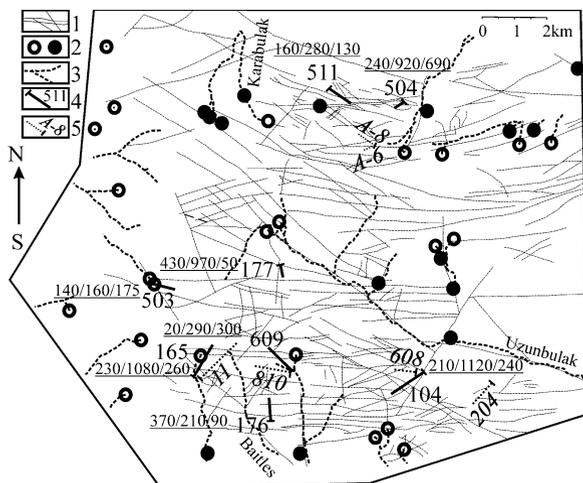 1
2
3
511 4
A-8 5
Karabulak
160/280/130
240/920/690
0 1 2km
511
504
A-8
A-6
N
S
430/970/50
177
140/160/175
503
20/290/300
609
165
230/1080/260
11
810
608
210/1120/240
104
204
Uzunbulak
370/210/90
176
Baitles